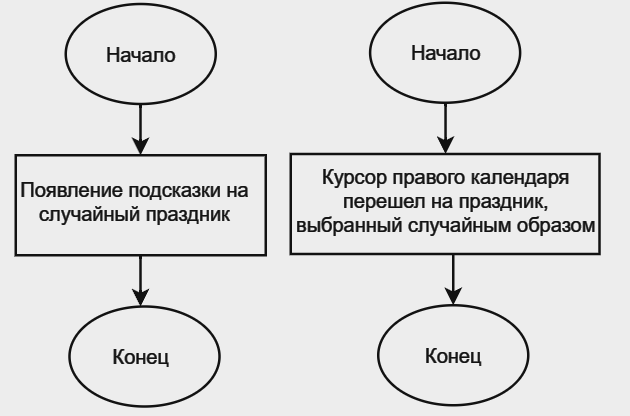 Начало
Появление подсказки на
случайный праздник
Конец
Начало
Курсор правого календаря
перешел на праздник,
выбранный случайным образом
Конец